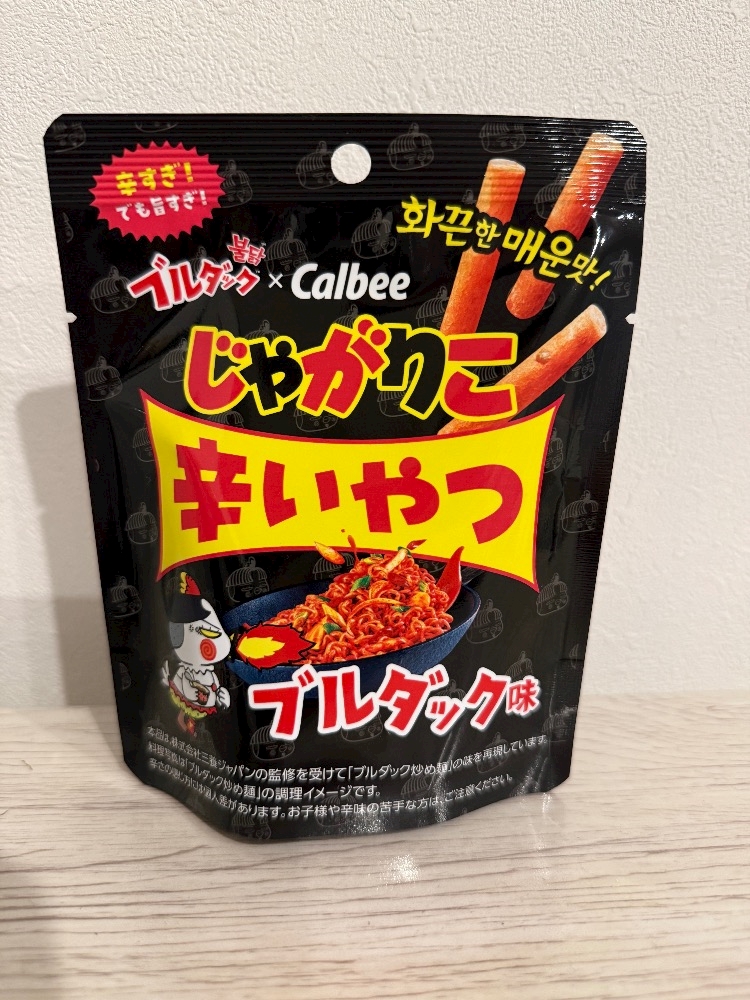 辛すぎ!
でも旨すぎ!
화끈한 매운맛!
불닭
ブルダック × Calbee
じゃがりこ
辛いやつ
ブルダック味
本品は、株式会社三養ジャパンの監修を受けて「ブルダック炒め麺」の味を再現しています。
料理写真は「ブルダック炒め麺」の調理イメージです。
辛さの感じ方には個人差があります。お子様や辛味の苦手な方は、ご注意ください。